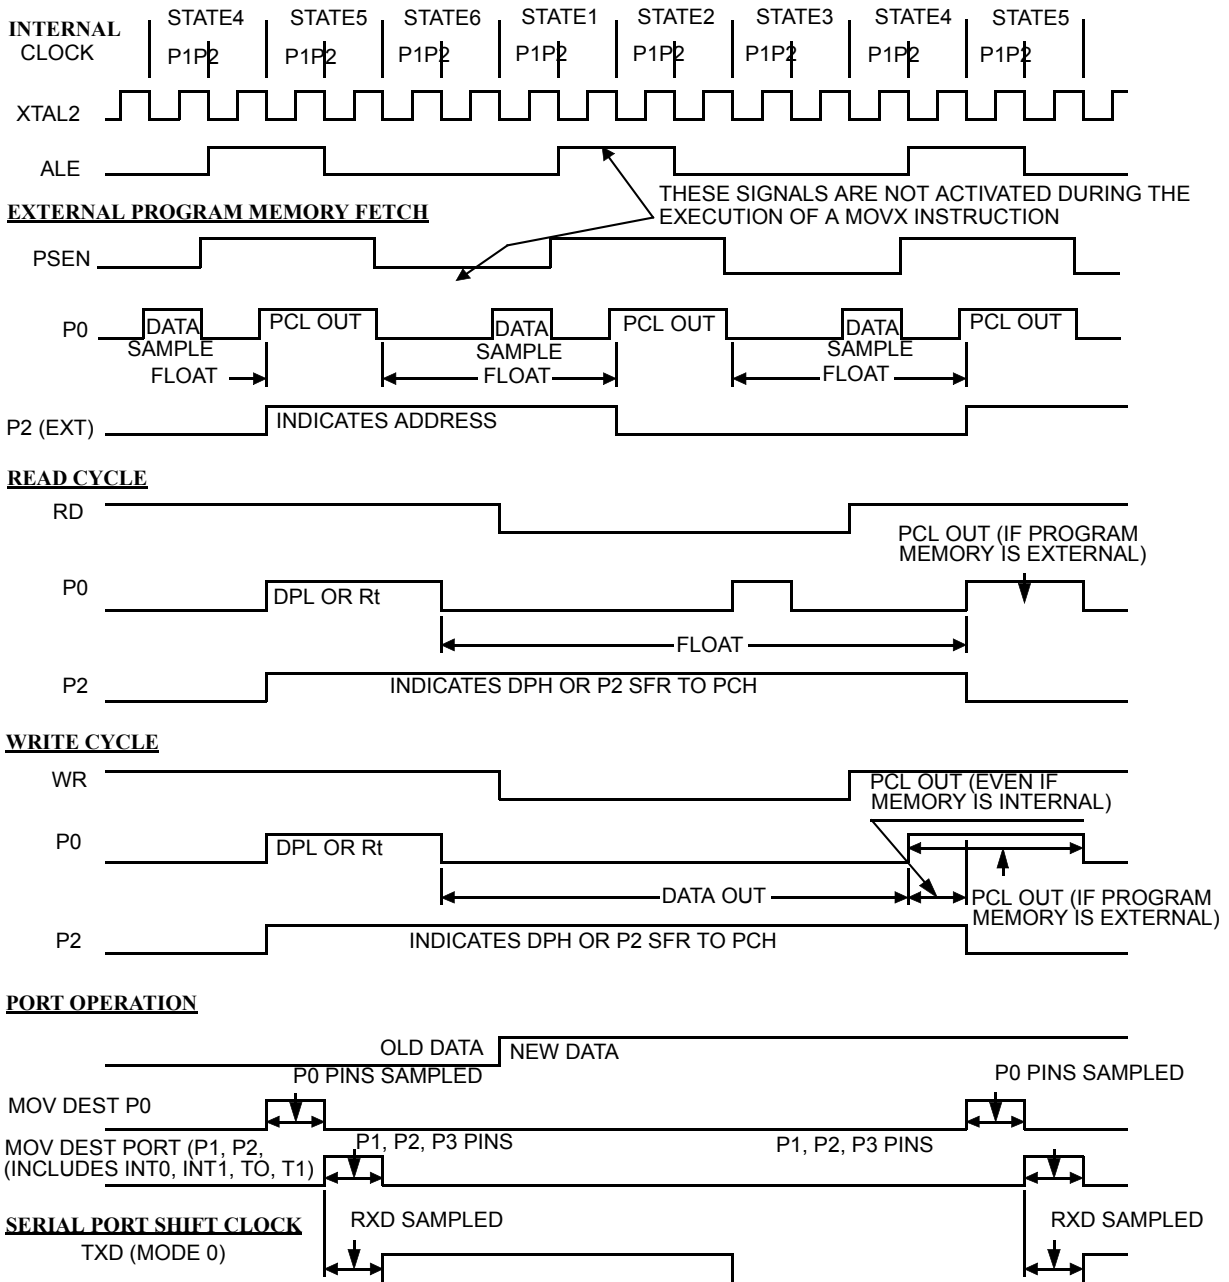 INTERNAL CLOCK
STATE4 STATE5 STATE6 STATE1 STATE2 STATE3 STATE4 STATE5
P1P2 P1P2 P1P2 P1P2 P1P2 P1P2 P1P2 P1P2
XTAL2
ALE
THESE SIGNALS ARE NOT ACTIVATED DURING THE
EXECUTION OF A MOVX INSTRUCTION
EXTERNAL PROGRAM MEMORY FETCH
PSEN
P0
DATA PCL OUT DATA PCL OUT DATA PCL OUT
SAMPLE SAMPLE SAMPLE
FLOAT FLOAT FLOAT
P2 (EXT)
INDICATES ADDRESS
READ CYCLE
RD
PCL OUT (IF PROGRAM
MEMORY IS EXTERNAL)
P0
DPL OR Rt
FLOAT
P2
INDICATES DPH OR P2 SFR TO PCH
WRITE CYCLE
WR
PCL OUT (EVEN IF
MEMORY IS INTERNAL)
P0
DPL OR Rt
DATA OUT
PCL OUT (IF PROGRAM
MEMORY IS EXTERNAL)
P2
INDICATES DPH OR P2 SFR TO PCH
PORT OPERATION
OLD DATA NEW DATA
P0 PINS SAMPLED P0 PINS SAMPLED
MOV DEST P0
MOV DEST PORT (P1, P2,
(INCLUDES INT0, INT1, TO, T1)
P1, P2, P3 PINS P1, P2, P3 PINS
SERIAL PORT SHIFT CLOCK
TXD (MODE 0)
RXD SAMPLED RXD SAMPLED